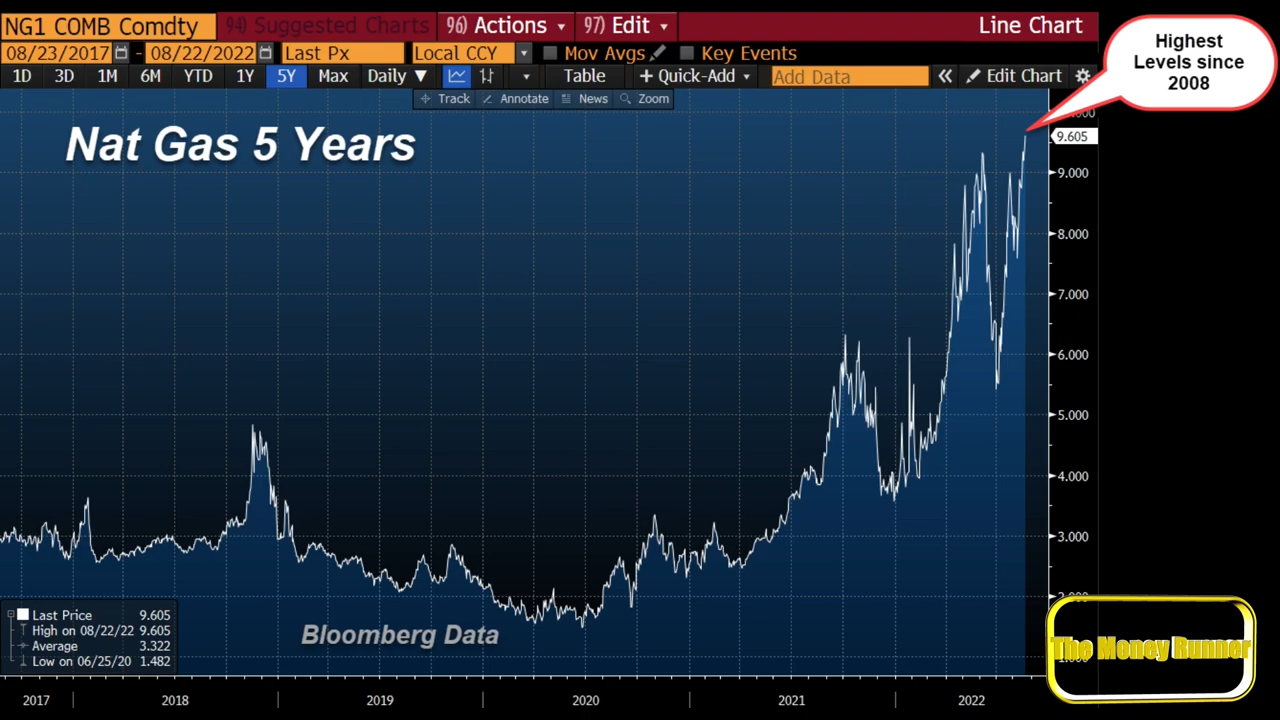 NG1 COMB Comdty 94) Suggested Charts 96) Actions 97) Edit Line Chart
08/23/2017 - 08/22/2022 Last Px Local CCY Mov Avgs Key Events
1D 3D 1M 6M YTD 1Y 5Y Max Daily ▼ Table + Quick-Add Add Data « Edit Chart
Track Annotate News Zoom
Highest
Levels since
2008
Nat Gas 5 Years
9.605
9.000
8.000
7.000
6.000
5.000
4.000
3.000
Last Price 9.605
High on 08/22/22 9.605
Average 3.322
Low on 06/25/20 1.482
Bloomberg Data
The Money Runner
2017 2018 2019 2020 2021 2022